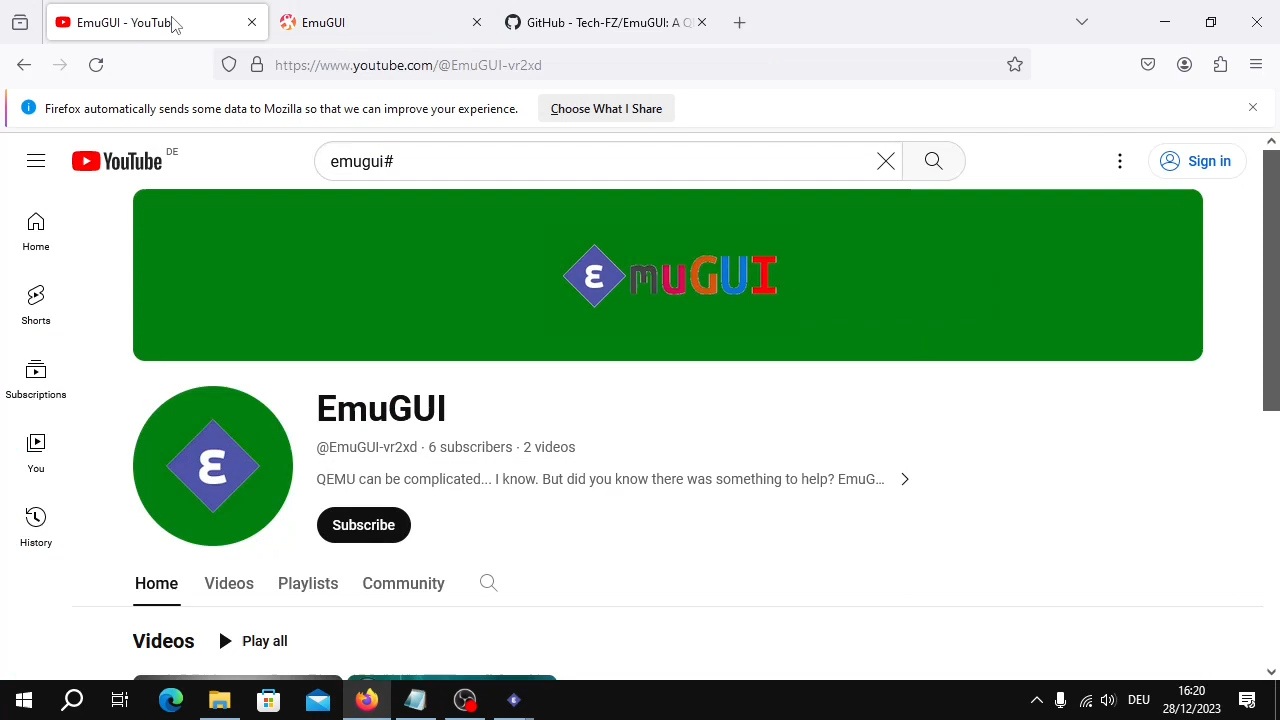 EmuGUI - YouTub
EmuGUI
GitHub - Tech-FZ/EmuGUI: A Q
https://www.youtube.com/@EmuGUI-vr2xd
Firefox automatically sends some data to Mozilla so that we can improve your experience.
Choose What I Share
YouTube DE
emugui#
Sign in
Home
Shorts
Subscriptions
You
History
εmuGUI
ε
EmuGUI
@EmuGUI-vr2xd · 6 subscribers · 2 videos
QEMU can be complicated... I know. But did you know there was something to help? EmuG...
Subscribe
Home Videos Playlists Community
Videos Play all
DEU
16:20
28/12/2023